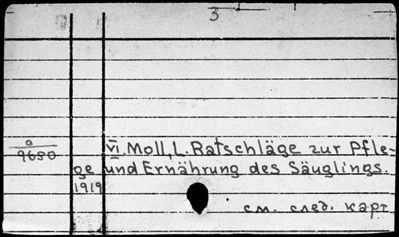 3
a
9650
VI. Moll, L. Ratschläge zur Pfle-
ge und Ernährung des Säuglings.
1919
см. след. карт